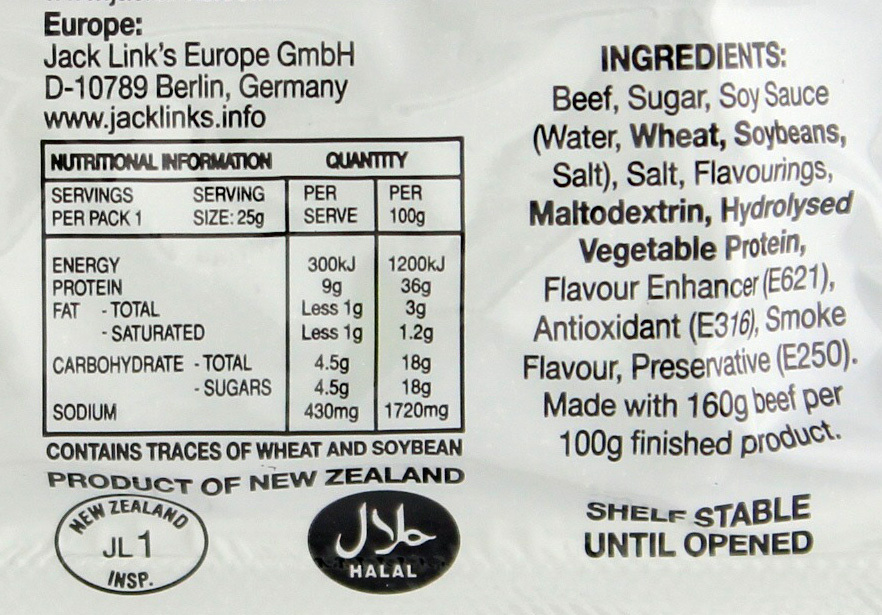 Europe:
Jack Link's Europe GmbH
D-10789 Berlin, Germany
www.jacklinks.info
NUTRITIONAL INFORMATION QUANTITY
SERVINGS SERVING PER PER
PER PACK 1 SIZE: 25g SERVE 100g
ENERGY 300kJ 1200kJ
PROTEIN 9g 36g
FAT - TOTAL Less 1g 3g
- SATURATED Less 1g 1.2g
CARBOHYDRATE - TOTAL 4.5g 18g
- SUGARS 4.5g 18g
SODIUM 430mg 1720mg
CONTAINS TRACES OF WHEAT AND SOYBEAN
PRODUCT OF NEW ZEALAND
NEW ZEALAND
JL1
INSP.
حلال
HALAL
INGREDIENTS:
Beef, Sugar, Soy Sauce
(Water, Wheat, Soybeans,
Salt), Salt, Flavourings,
Maltodextrin, Hydrolysed
Vegetable Protein,
Flavour Enhancer (E621),
Antioxidant (E316), Smoke
Flavour, Preservative (E250).
Made with 160g beef per
100g finished product.
SHELF STABLE
UNTIL OPENED